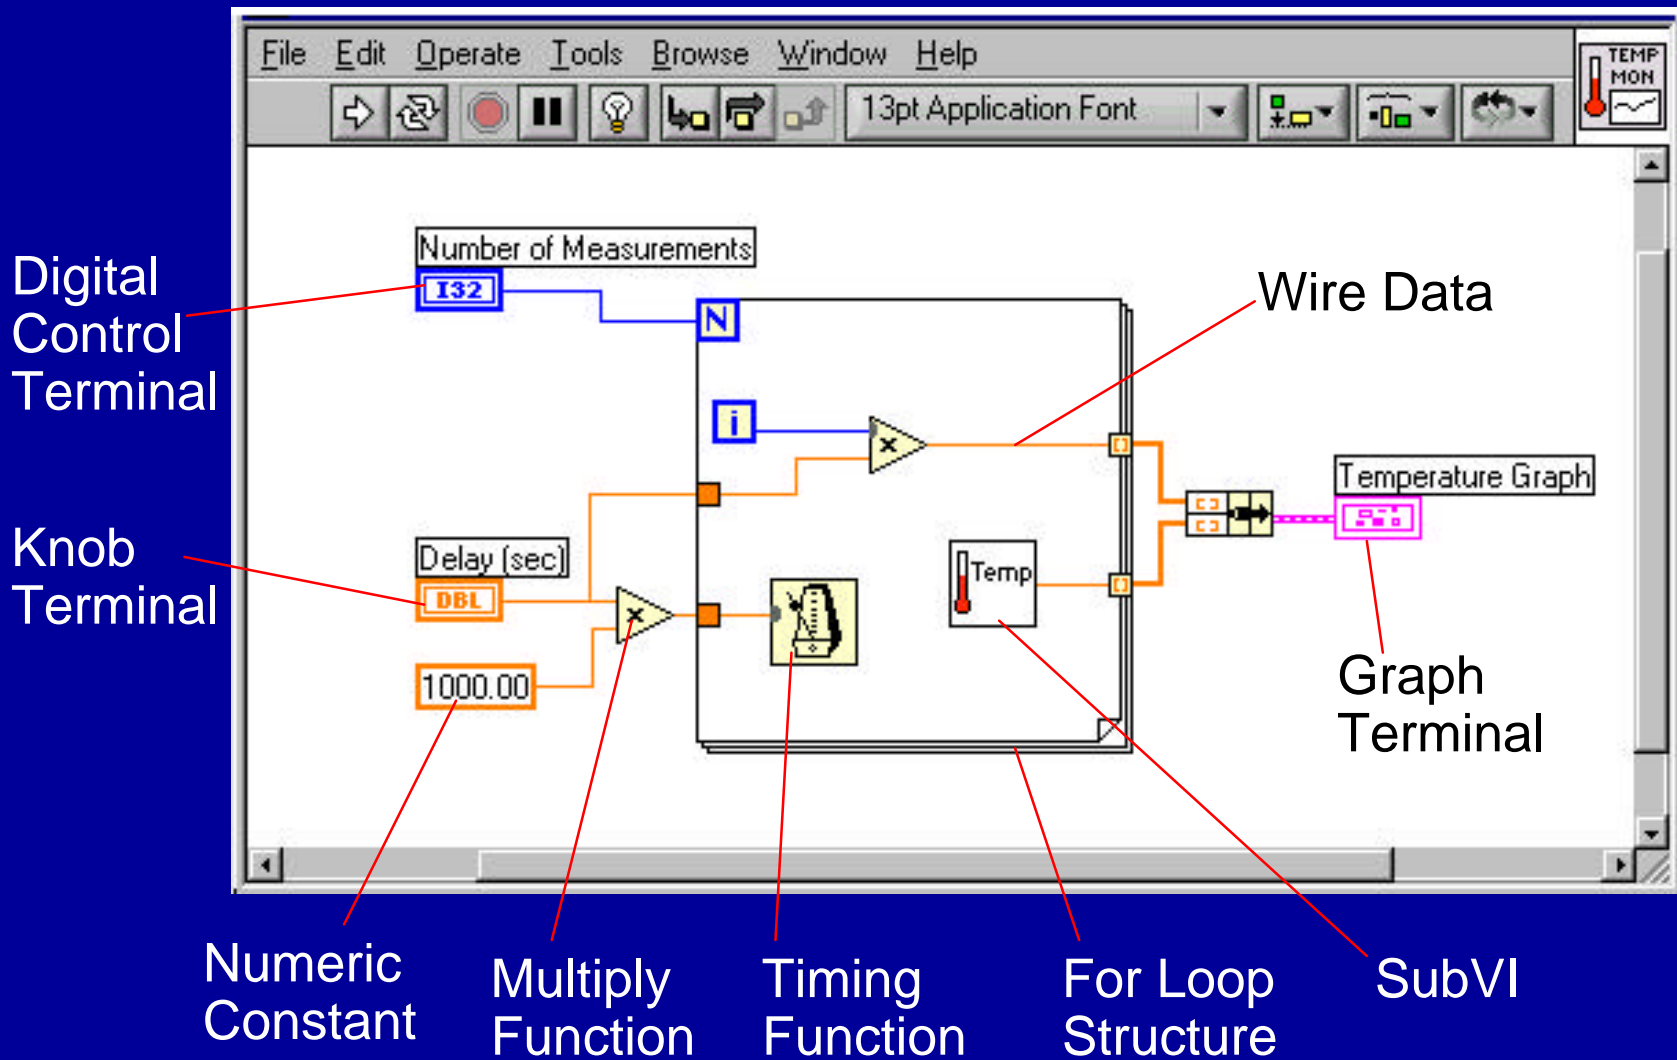 File Edit Operate Tools Browse Window Help
TEMP
MON
13pt Application Font
Number of Measurements
I32
N
Digital
Control
Terminal
Wire Data
i
x
Temperature Graph
Knob
Terminal
Delay (sec)
DBL
x
Temp
1000.00
Graph
Terminal
Numeric
Constant
Multiply
Function
Timing
Function
For Loop
Structure
SubVI